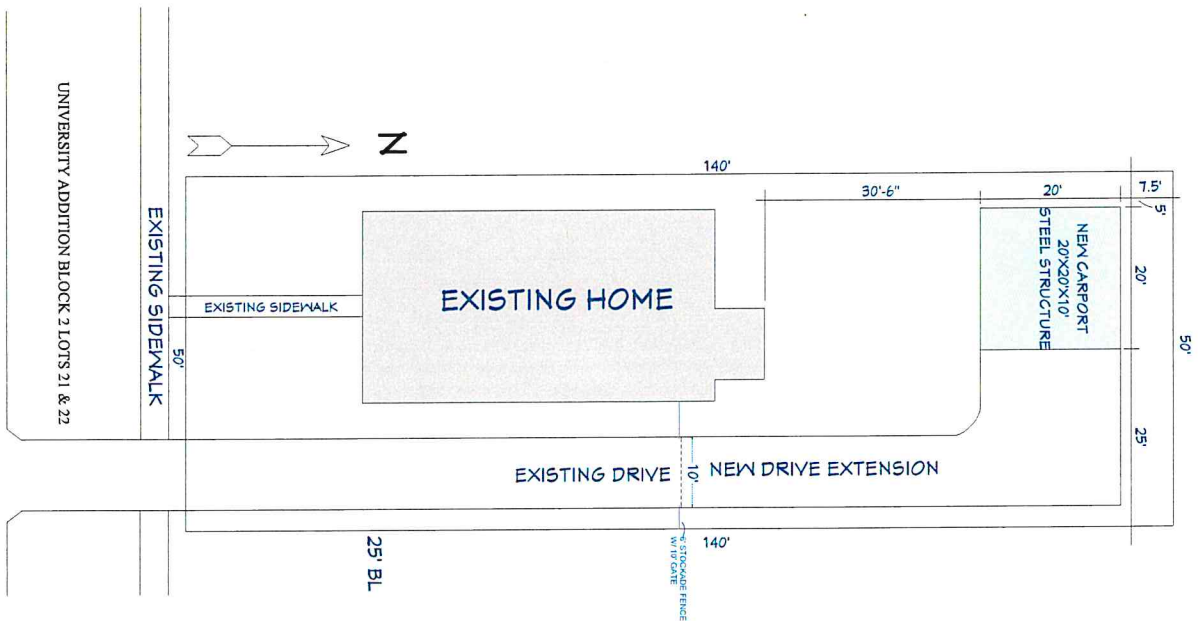 UNIVERSITY ADDITION BLOCK 2 LOTS 21 & 22
EXISTING SIDEWALK
50'
N
EXISTING SIDEWALK
EXISTING HOME
140'
30'-6"
20'
7.5'
5'
20'
25'
50'
NEW CARPORT
20'X20'X10'
STEEL STRUCTURE
EXISTING DRIVE
10'
NEW DRIVE EXTENSION
25' BL
6' STOCKADE FENCE
W/ 10' GATE
140'